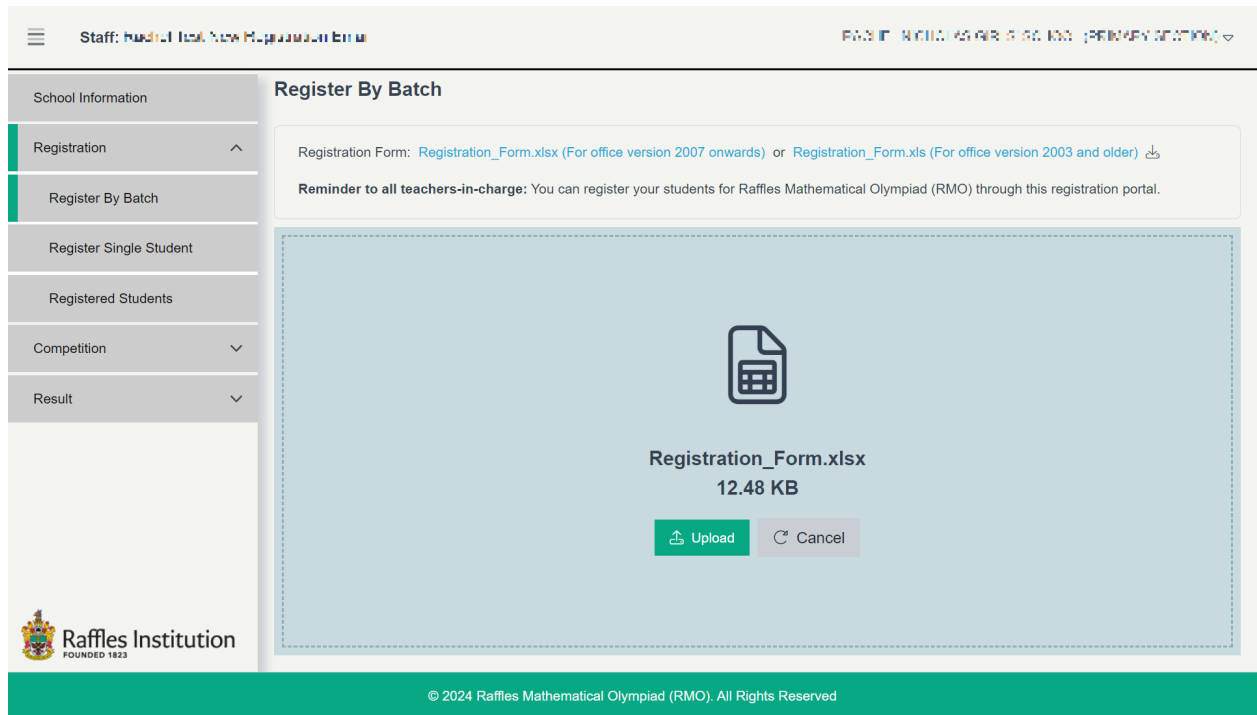 Staff:
School Information
Registration
Register By Batch
Register Single Student
Registered Students
Competition
Result
Raffles Institution
FOUNDED 1823
Register By Batch
Registration Form: Registration_Form.xlsx (For office version 2007 onwards) or Registration_Form.xls (For office version 2003 and older)
Reminder to all teachers-in-charge: You can register your students for Raffles Mathematical Olympiad (RMO) through this registration portal.
Registration_Form.xlsx
12.48 KB
Upload
Cancel
© 2024 Raffles Mathematical Olympiad (RMO). All Rights Reserved